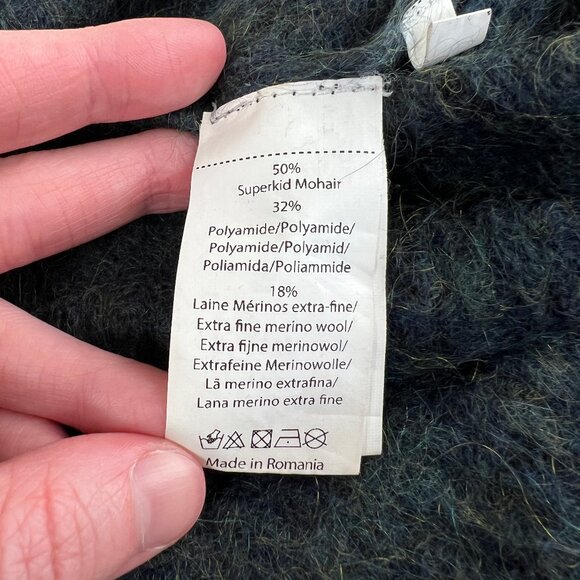 50%
Superkid Mohair
32%
Polyamide/Polyamide/
Polyamide/Polyamid/
Poliamida/Poliammide
18%
Laine Mérinos extra-fine/
Extra fine merino wool/
Extra fijne merinowol/
Extrafeine Merinowolle/
Lã merino extrafina/
Lana merino extra fine
Made in Romania